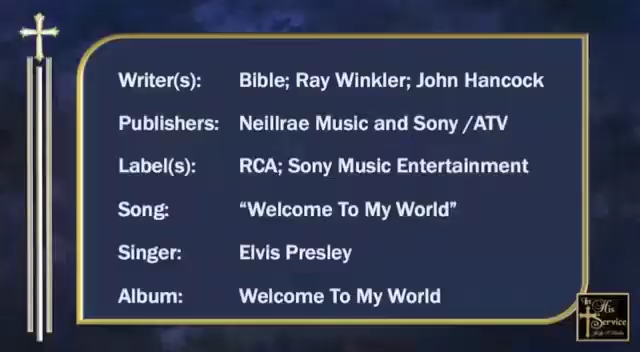 Writer(s): Bible; Ray Winkler; John Hancock
Publishers: Neillrae Music and Sony /ATV
Label(s): RCA; Sony Music Entertainment
Song: “Welcome To My World”
Singer: Elvis Presley
Album: Welcome To My World
In
His
Service